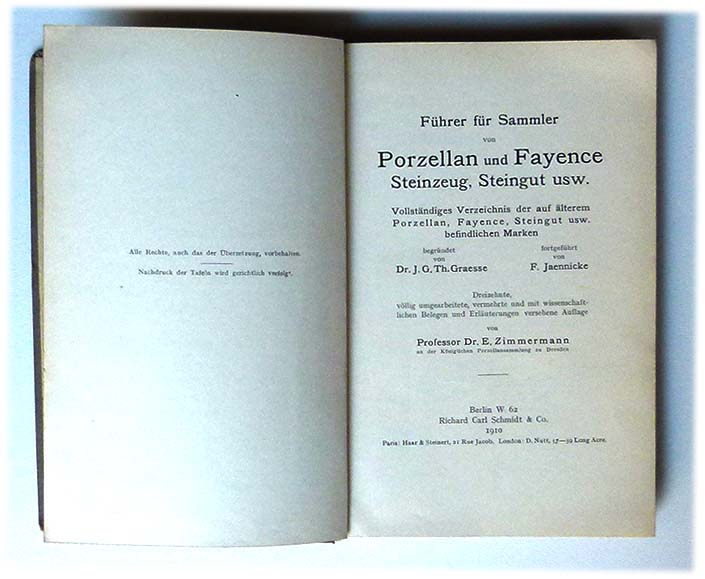 Alle Rechte, auch das der Übersetzung, vorbehalten.
Nachdruck der Tafeln wird gerichtlich verfolgt.
Führer für Sammler
von
Porzellan und Fayence
Steinzeug, Steingut usw.
Vollständiges Verzeichnis der auf älterem
Porzellan, Fayence, Steingut usw.
befindlichen Marken
begründet
von
Dr. J. G. Th. Graesse
fortgeführt
von
F. Jaennicke
Dreizehnte,
völlig umgearbeitete, vermehrte und mit wissenschaft-
lichen Belegen und Erläuterungen versehene Auflage
von
Professor Dr. E. Zimmermann
an der Königlichen Porzellansammlung zu Dresden
Berlin W 62
Richard Carl Schmidt & Co.
1910
Paris: Haar & Steinert, 21 Rue Jacob. London: D. Nutt, 57—59 Long Acre.